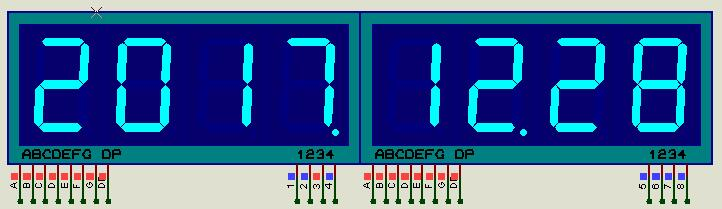 2017. 12.28
ABCDEFG DP 1234 ABCDEFG DP 1234
A B C D E F G DP 1 2 3 4 A B C D E F G DP 5 6 7 8